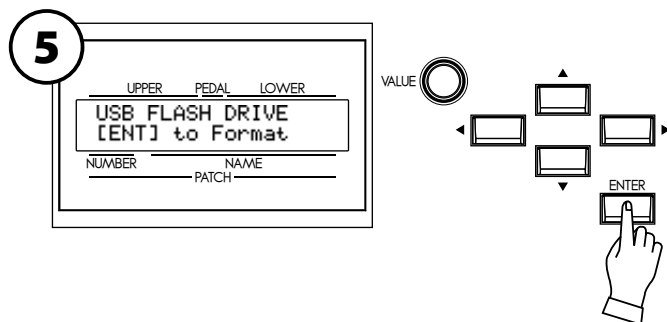 5
UPPER PEDAL LOWER
VALUE
USB FLASH DRIVE
[ENT] to Format
NUMBER NAME
PATCH
ENTER